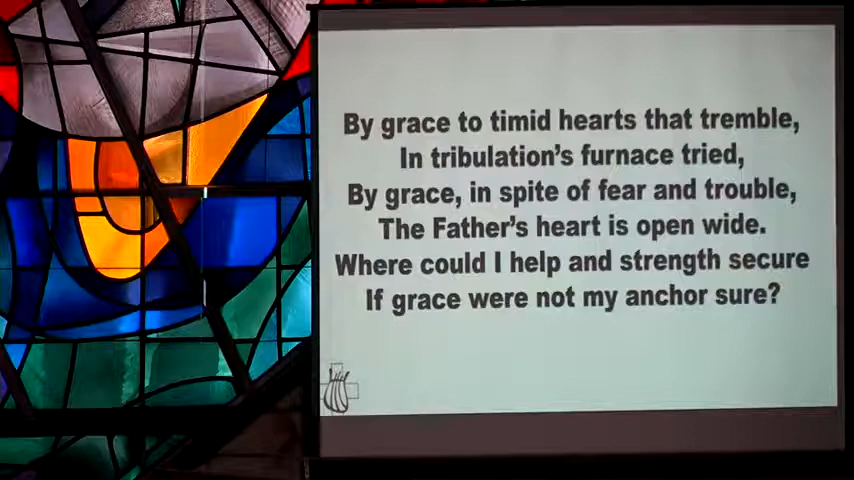 By grace to timid hearts that tremble,
In tribulation's furnace tried,
By grace, in spite of fear and trouble,
The Father's heart is open wide.
Where could I help and strength secure
If grace were not my anchor sure?